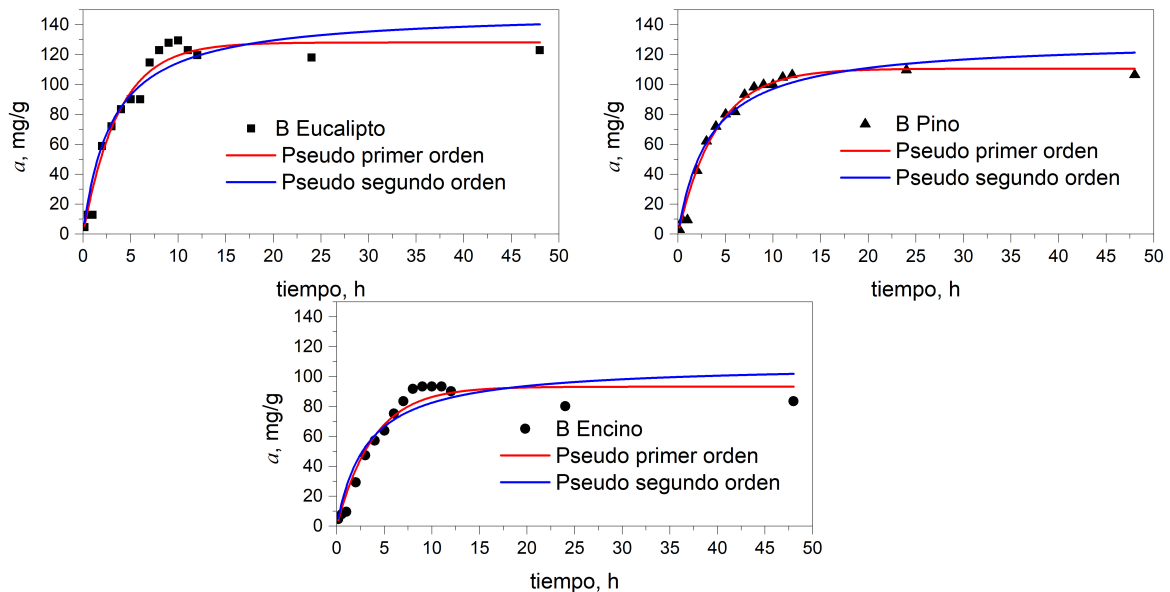 140
120
100
80
60
40
20
0
a, mg/g
B Eucalipto
Pseudo primer orden
Pseudo segundo orden
0 5 10 15 20 25 30 35 40 45 50
tiempo, h
140
120
100
80
60
40
20
0
a, mg/g
B Pino
Pseudo primer orden
Pseudo segundo orden
0 5 10 15 20 25 30 35 40 45 50
tiempo, h
140
120
100
80
60
40
20
0
a, mg/g
B Encino
Pseudo primer orden
Pseudo segundo orden
0 5 10 15 20 25 30 35 40 45 50
tiempo, h